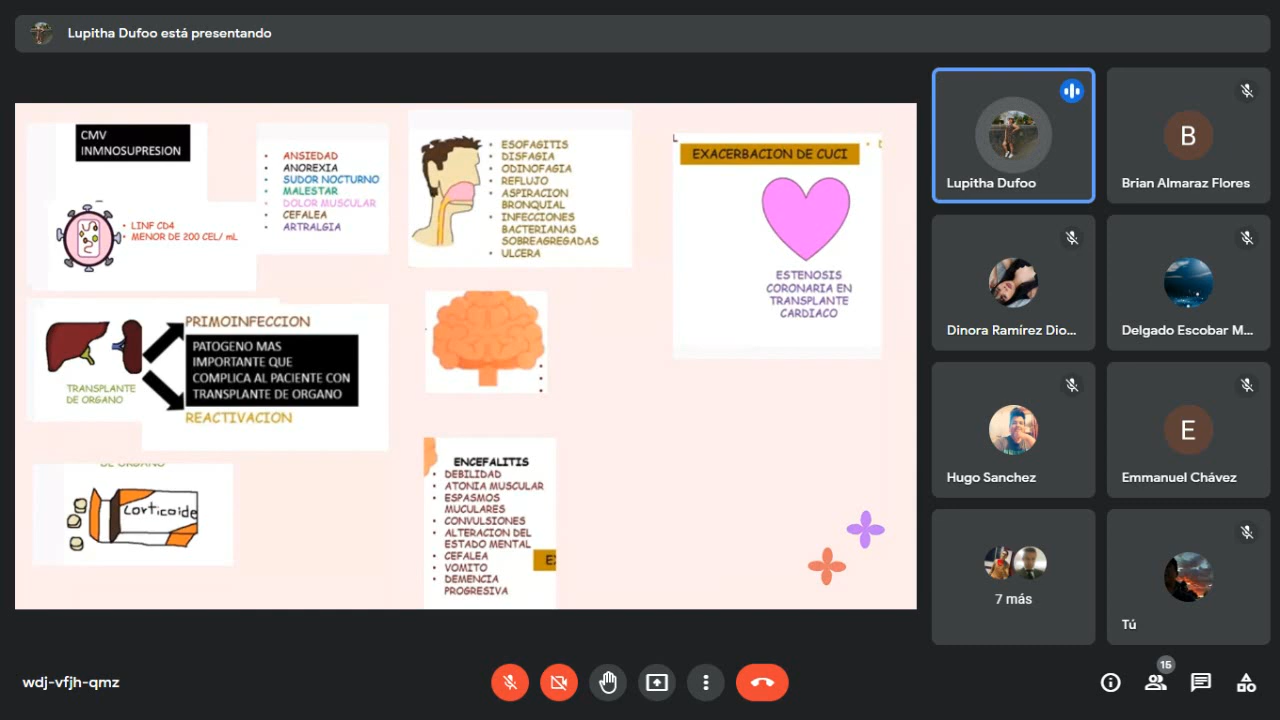 Lupitha Dufoo está presentando
CMV
INMNOSUPRESION
LINF CD4
MENOR DE 200 CEL/ mL
ANSIEDAD
ANOREXIA
SUDOR NOCTURNO
MALESTAR
DOLOR MUSCULAR
CEFALEA
ARTRALGIA
TRANSPLANTE
DE ORGANO
PRIMOINFECCION
PATOGENO MAS
IMPORTANTE QUE
COMPLICA AL PACIENTE CON
TRANSPLANTE DE ORGANO
REACTIVACION
DE ORGANO
Corticoide
ESOFAGITIS
DISFAGIA
ODINOFAGIA
REFLUJO
ASPIRACION
BRONQUIAL
INFECCIONES
BACTERIANAS
SOBREAGREGADAS
ULCERA
ENCEFALITIS
DEBILIDAD
ATONIA MUSCULAR
ESPASMOS
MUCULARES
CONVULSIONES
ALTERACION DEL
ESTADO MENTAL
CEFALEA
VOMITO
DEMENCIA
PROGRESIVA
EXACERBACION DE CUCI
ESTENOSIS
CORONARIA EN
TRANSPLANTE
CARDIACO
Lupitha Dufoo
B
Brian Almaraz Flores
Dinora Ramírez Dio...
Delgado Escobar M...
Hugo Sanchez
E
Emmanuel Chávez
7 más
Tú
wdj-vfjh-qmz
15